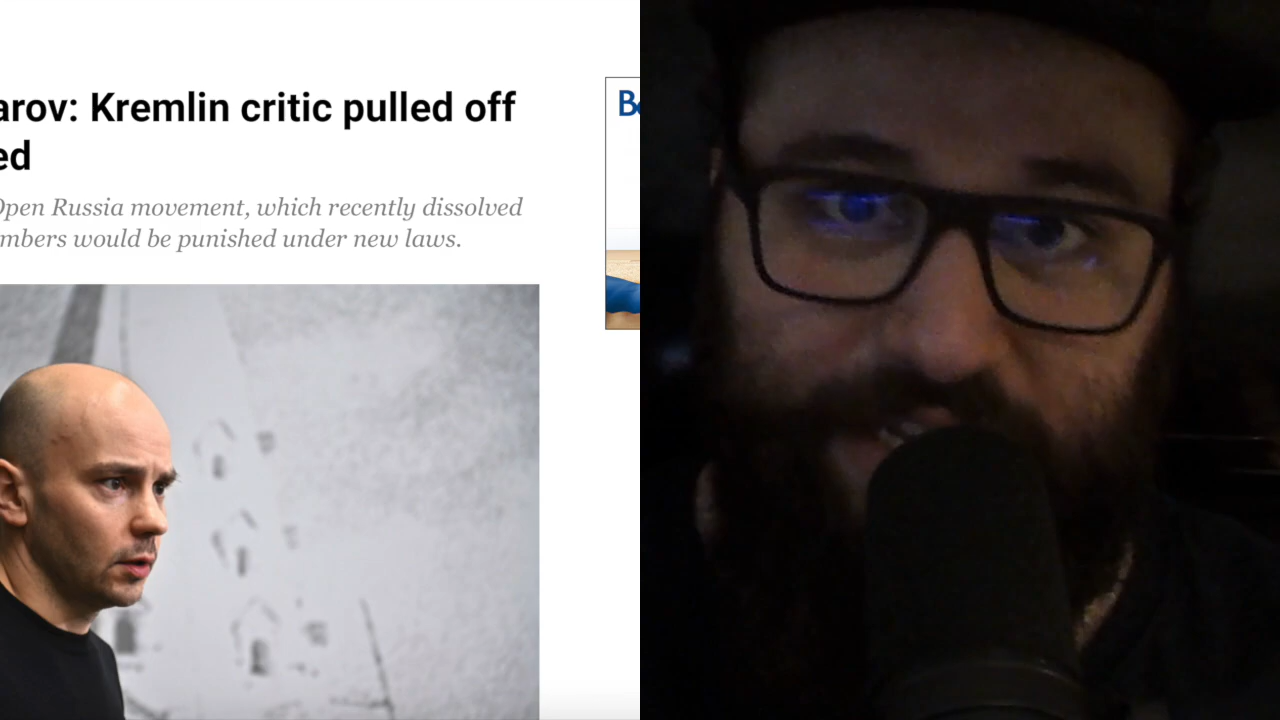 arov: Kremlin critic pulled off
ed
Open Russia movement, which recently dissolved
mbers would be punished under new laws.
B